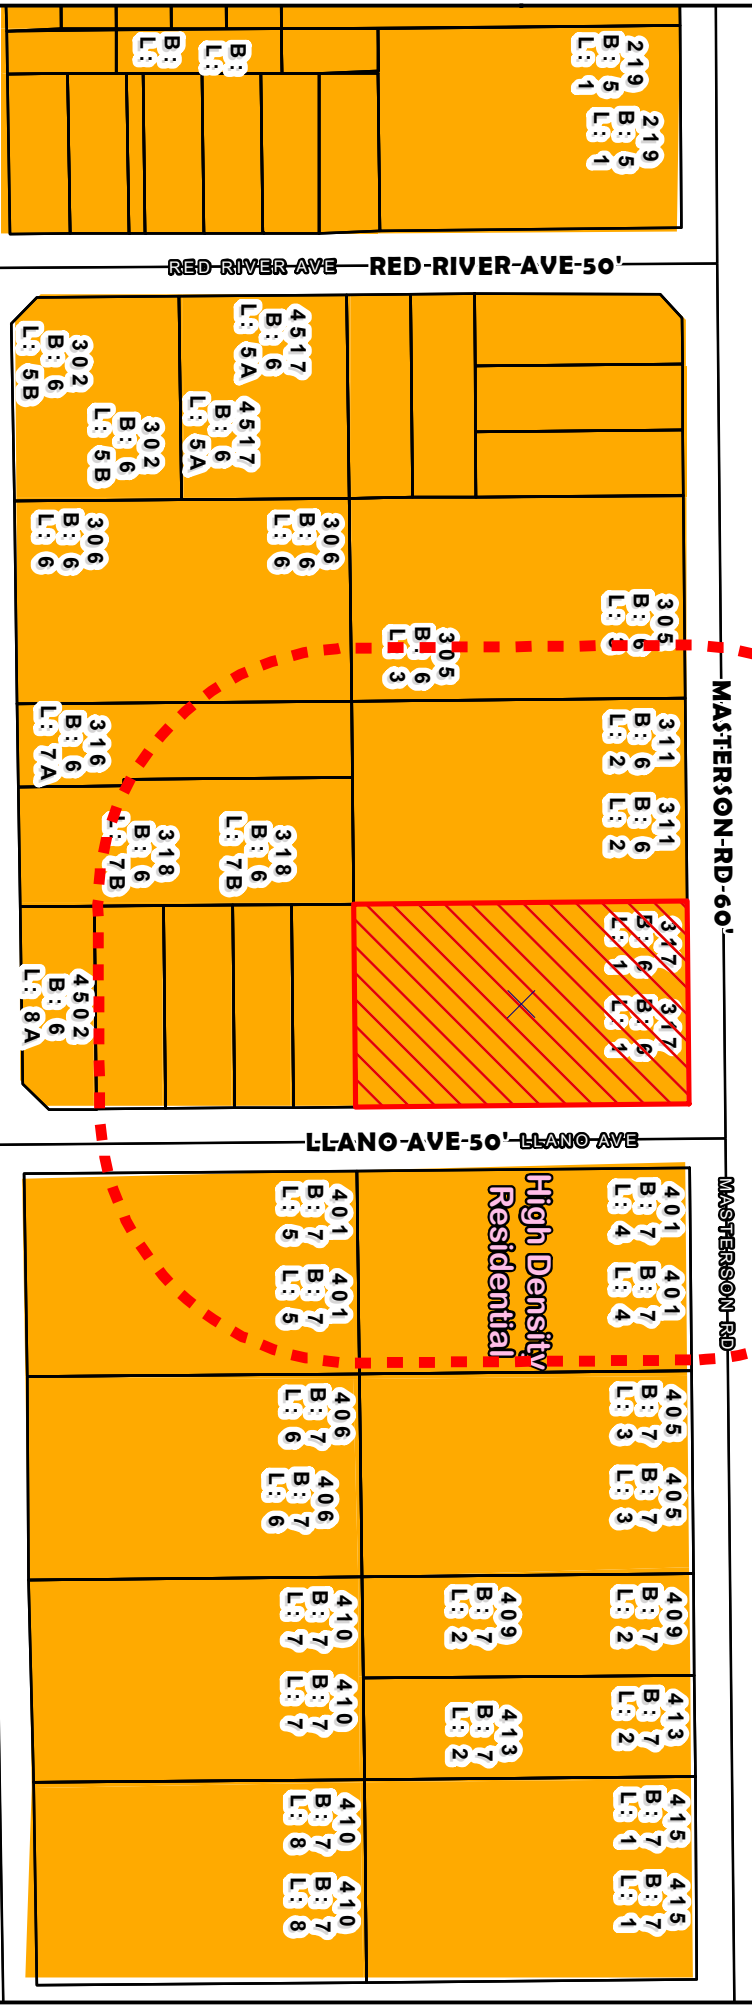 B:
L:
B:
L:
219
B: 5
L: 1
219
B: 5
L: 1
RED RIVER AVE
RED-RIVER-AVE-50'
302
B: 6
L: 5B
302
B: 6
L: 5B
4517
B: 6
L: 5A
4517
B: 6
L: 5A
306
B: 6
L: 6
306
B: 6
L: 6
305
B: 6
L: 3
305
B: 6
L: 3
316
B: 6
L: 7A
318
B: 6
L: 7B
318
B: 6
L: 7B
311
B: 6
L: 2
311
B: 6
L: 2
MASTERSON-RD-60'
317
B: 6
L: 1
317
B: 6
L: 1
4502
B: 6
L: 8A
LLANO-AVE-50'
LLANO AVE
MASTERSON-RD
401
B: 7
L: 5
401
B: 7
L: 5
High Density
Residential
401
B: 7
L: 4
401
B: 7
L: 4
406
B: 7
L: 6
406
B: 7
L: 6
405
B: 7
L: 3
405
B: 7
L: 3
410
B: 7
L: 7
410
B: 7
L: 7
409
B: 7
L: 2
409
B: 7
L: 2
413
B: 7
L: 2
413
B: 7
L: 2
410
B: 7
L: 8
410
B: 7
L: 8
415
B: 7
L: 1
415
B: 7
L: 1